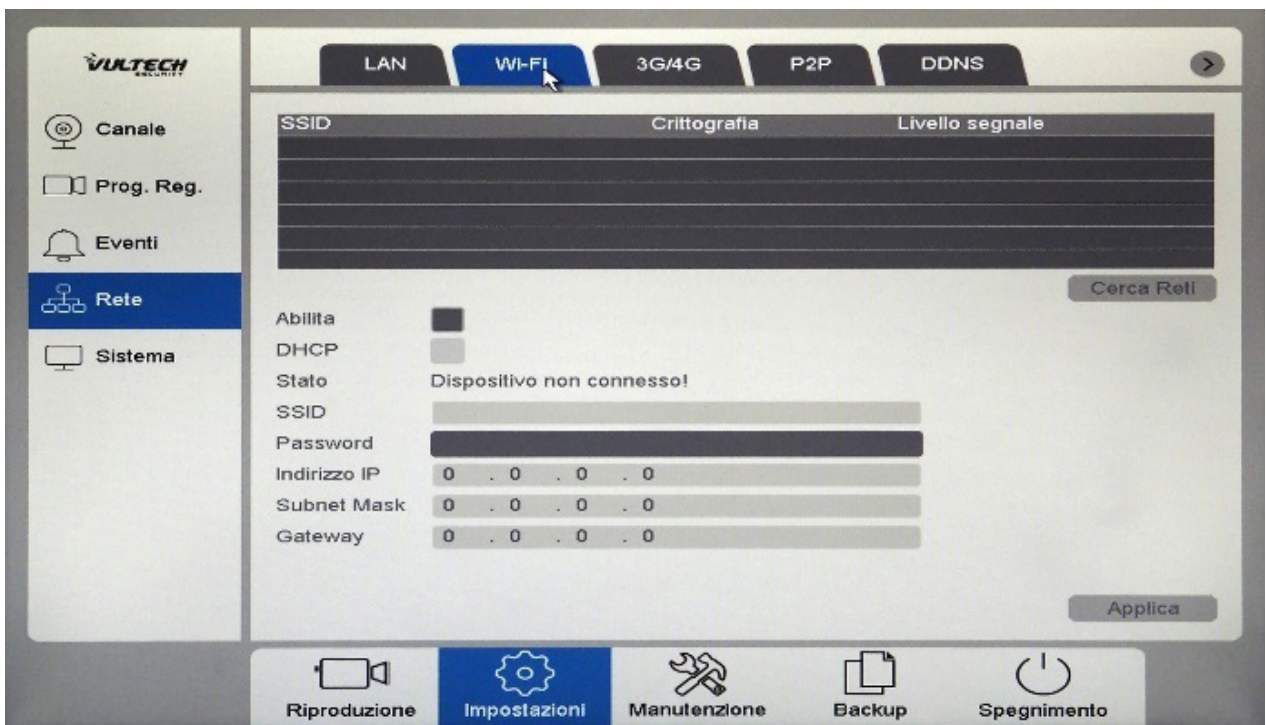 VULTECH
SECURITY
LAN
WI-FI
3G/4G
P2P
DDNS
>
Canale
Prog. Reg.
Eventi
Rete
Sistema
SSID Crittografia Livello segnale
Cerca Reti
Abilita
DHCP
Stato Dispositivo non connesso!
SSID
Password
Indirizzo IP 0 . 0 . 0 . 0
Subnet Mask 0 . 0 . 0 . 0
Gateway 0 . 0 . 0 . 0
Applica
Riproduzione
Impostazioni
Manutenzione
Backup
Spegnimento